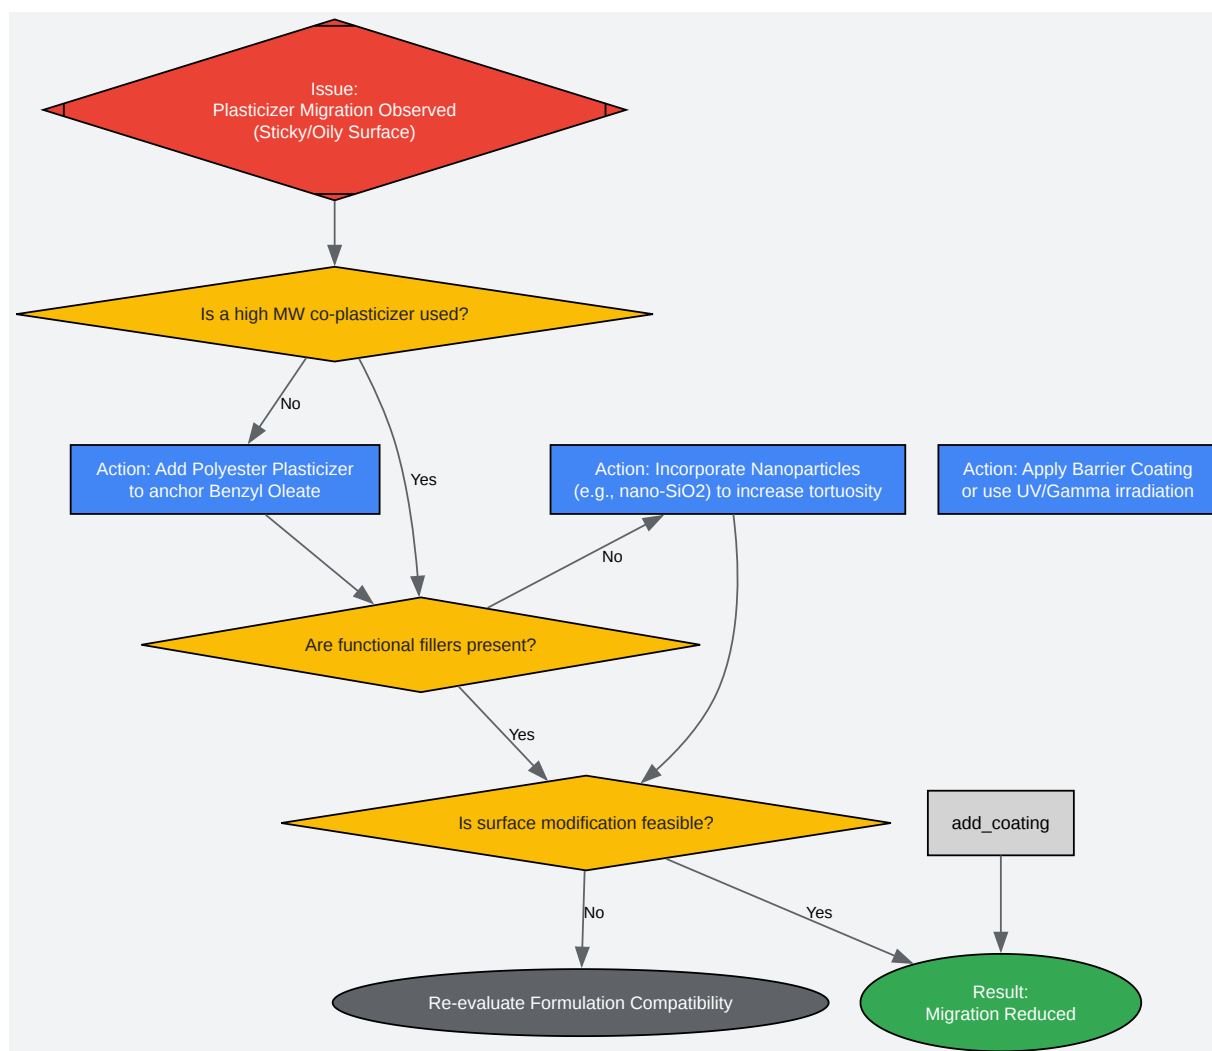 Issue:
Plasticizer Migration Observed
(Sticky/Oily Surface)
Is a high MW co-plasticizer used?
No
Yes
Action: Add Polyester Plasticizer
to anchor Benzyl Oleate
Action: Incorporate Nanoparticles
(e.g., nano-SiO2) to increase tortuosity
Action: Apply Barrier Coating
or use UV/Gamma irradiation
No
Are functional fillers present?
Yes
Is surface modification feasible?
add_coating
No
Yes
Re-evaluate Formulation Compatibility
Result:
Migration Reduced